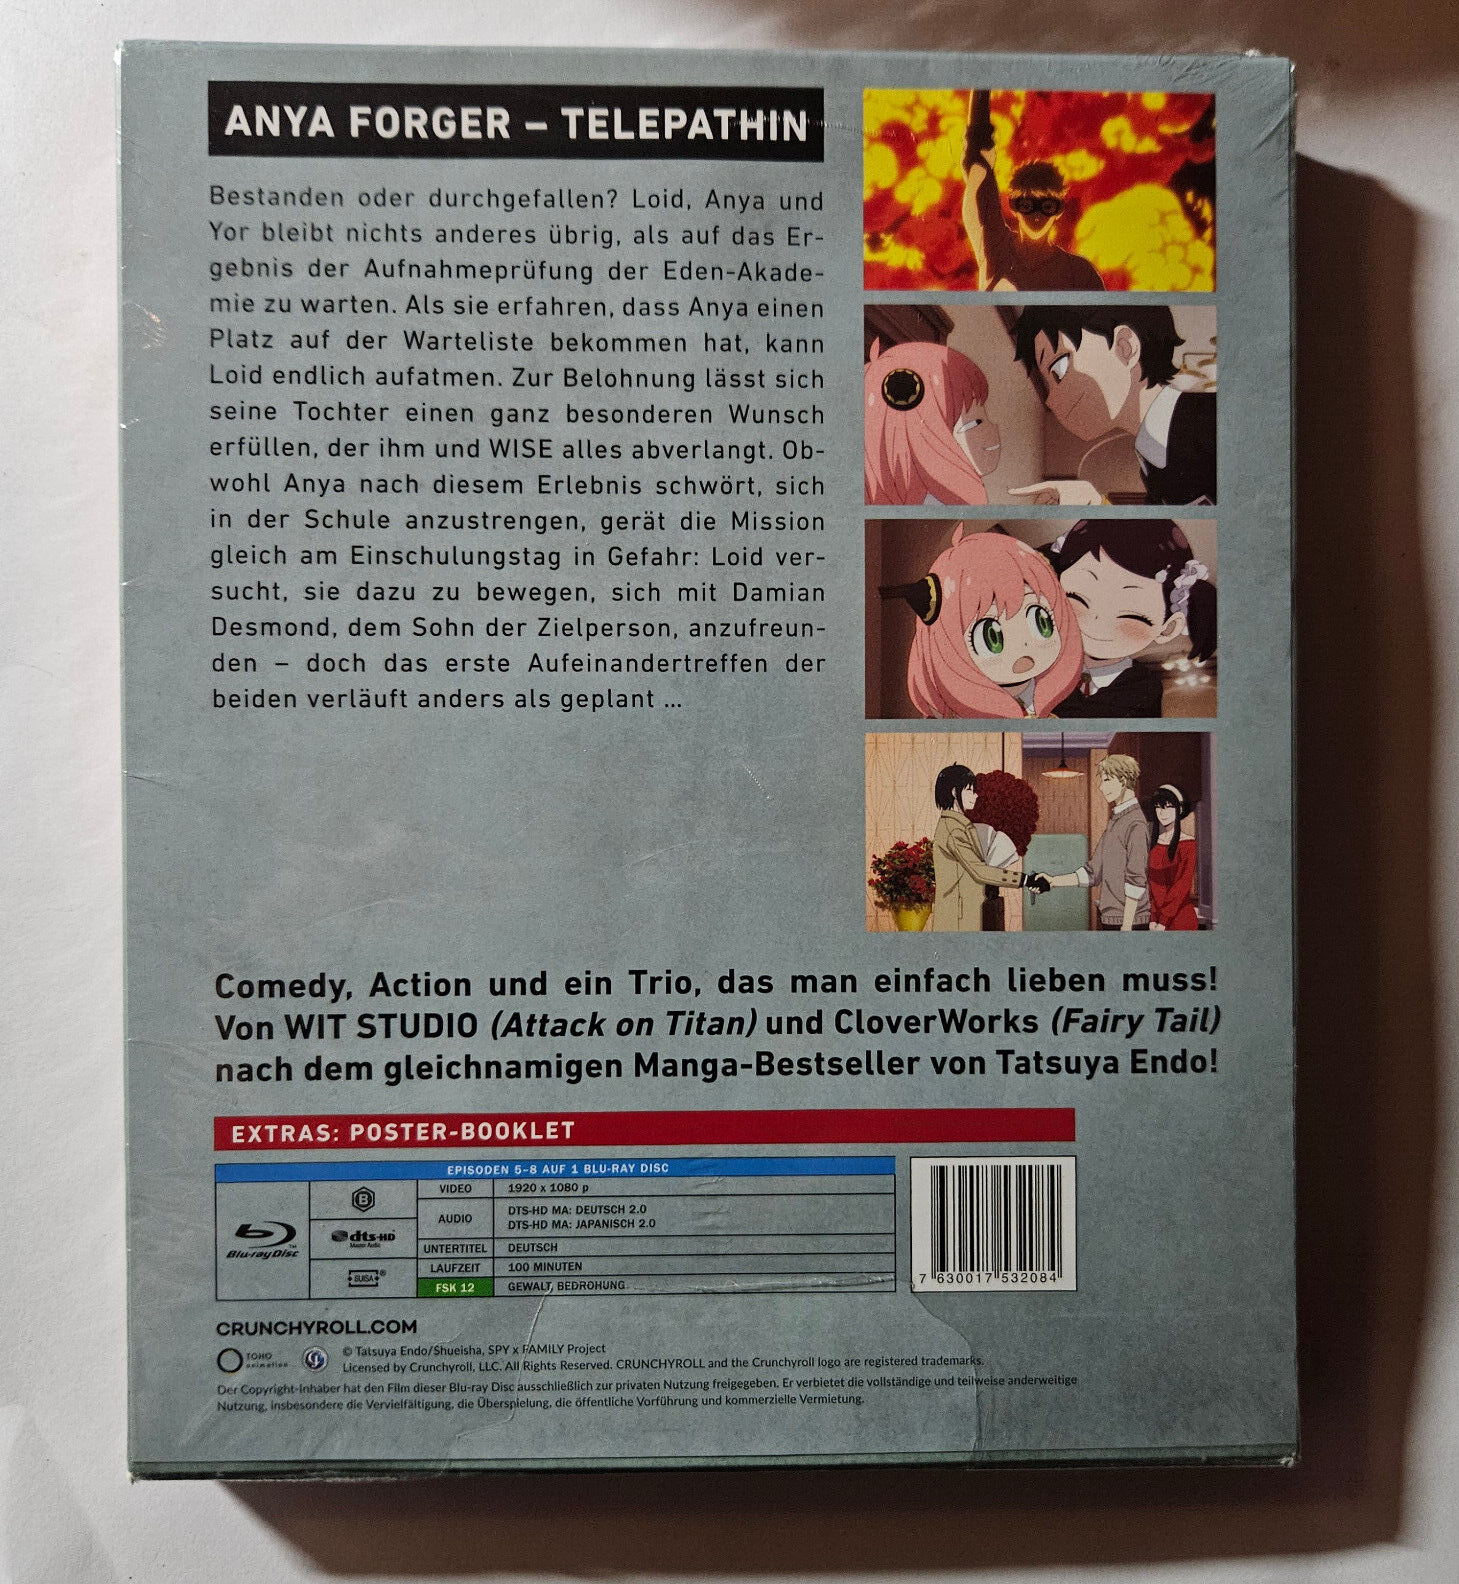 ANYA FORGER – TELEPATHIN
Bestanden oder durchgefallen? Loid, Anya und
Yor bleibt nichts anderes übrig, als auf das Er-
gebnis der Aufnahmeprüfung der Eden-Akade-
mie zu warten. Als sie erfahren, dass Anya einen
Platz auf der Warteliste bekommen hat, kann
Loid endlich aufatmen. Zur Belohnung lässt sich
seine Tochter einen ganz besonderen Wunsch
erfüllen, der ihm und WISE alles abverlangt. Ob-
wohl Anya nach diesem Erlebnis schwört, sich
in der Schule anzustrengen, gerät die Mission
gleich am Einschulungstag in Gefahr: Loid ver-
sucht, sie dazu zu bewegen, sich mit Damian
Desmond, dem Sohn der Zielperson, anzufreun-
den – doch das erste Aufeinandertreffen der
beiden verläuft anders als geplant ...
Comedy, Action und ein Trio, das man einfach lieben muss!
Von WIT STUDIO (Attack on Titan) und CloverWorks (Fairy Tail)
nach dem gleichnamigen Manga-Bestseller von Tatsuya Endo!
EXTRAS: POSTER-BOOKLET
EPISODEN 5–8 AUF 1 BLU-RAY DISC
Blu-ray Disc™
B
dts-HD
Master Audio
SUISA®
VIDEO 1920 x 1080 p
AUDIO DTS-HD MA: DEUTSCH 2.0
DTS-HD MA: JAPANISCH 2.0
UNTERTITEL DEUTSCH
LAUFZEIT 100 MINUTEN
FSK 12 GEWALT, BEDROHUNG
7 630017 532084
CRUNCHYROLL.COM
TOHO
animation
© Tatsuya Endo/Shueisha, SPY x FAMILY Project
Licensed by Crunchyroll, LLC. All Rights Reserved. CRUNCHYROLL and the Crunchyroll logo are registered trademarks.
Der Copyright-Inhaber hat den Film dieser Blu-ray Disc ausschließlich zur privaten Nutzung freigegeben. Er verbietet die vollständige und teilweise anderweitige
Nutzung, insbesondere die Vervielfältigung, die Überspielung, die öffentliche Vorführung und kommerzielle Vermietung.